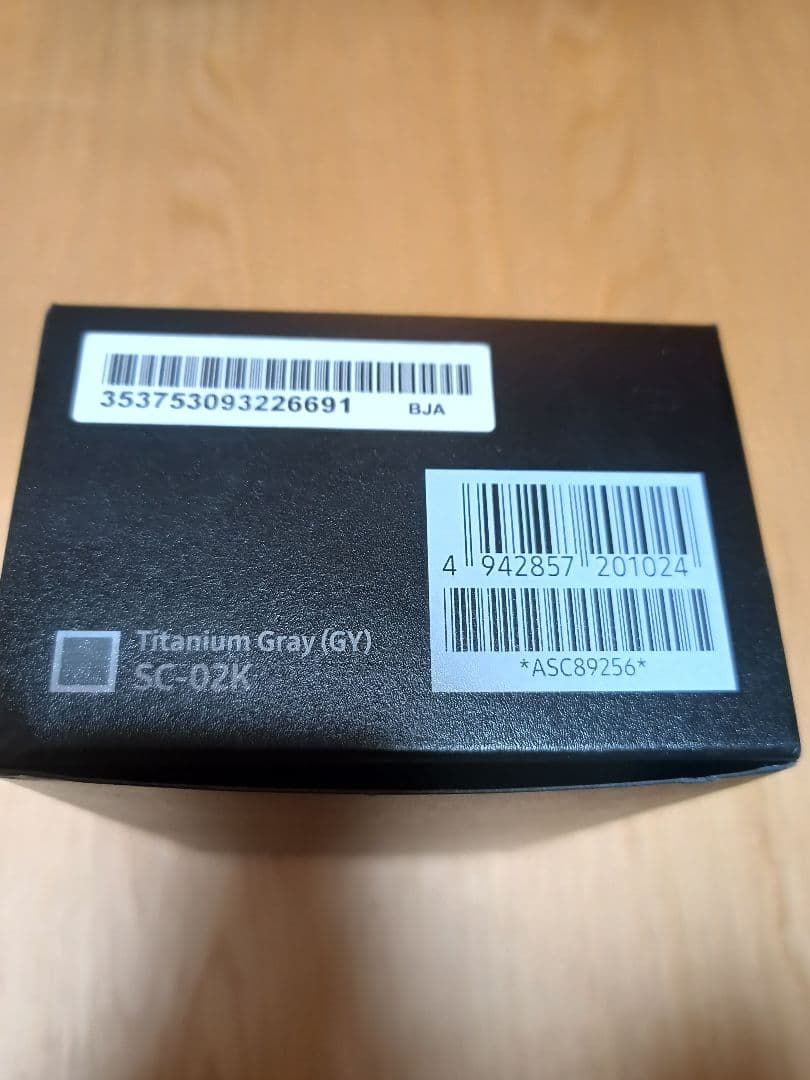 353753093226691 BJA
4 942857 201024
*ASC89256*
Titanium Gray (GY)
SC-02K